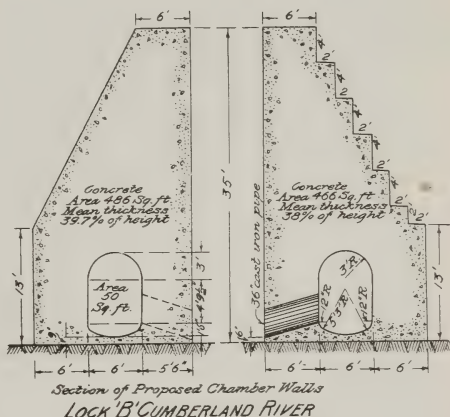 6'
6'
2'
4'
2'
4'
2'
4'
2'
4'
2'
4'
2'
35'
Concrete
Area 486 Sq. ft.
Mean thickness
39.7% of height
Concrete
Area 466 Sq. ft.
Mean thickness
38% of height
13'
13'
36" cast iron pipe
3'
3'R
Area
50
Sq. ft.
6'
6'
5'6"
6'
6'
6'
Section of Proposed Chamber Walls
LOCK 'B' CUMBERLAND RIVER